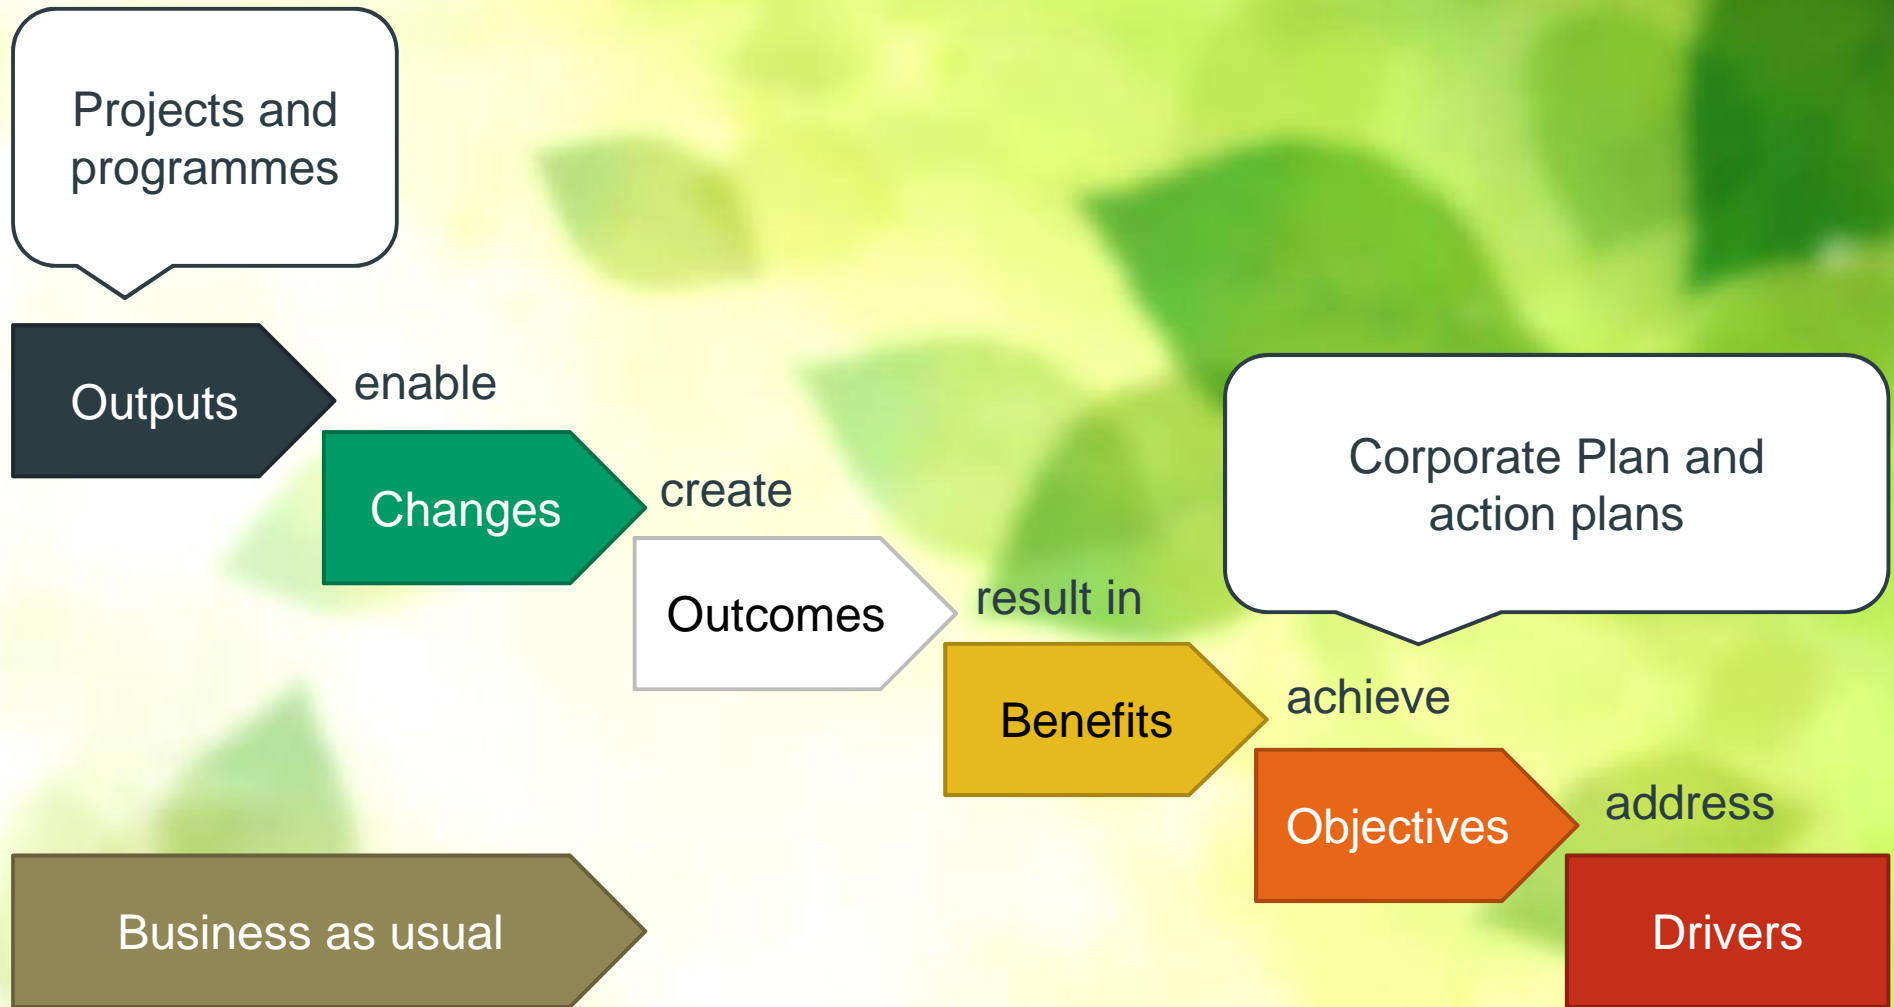 Projects and
programmes
Outputs
enable
Changes
create
Outcomes
result in
Corporate Plan and
action plans
Benefits
achieve
Objectives
address
Business as usual
Drivers